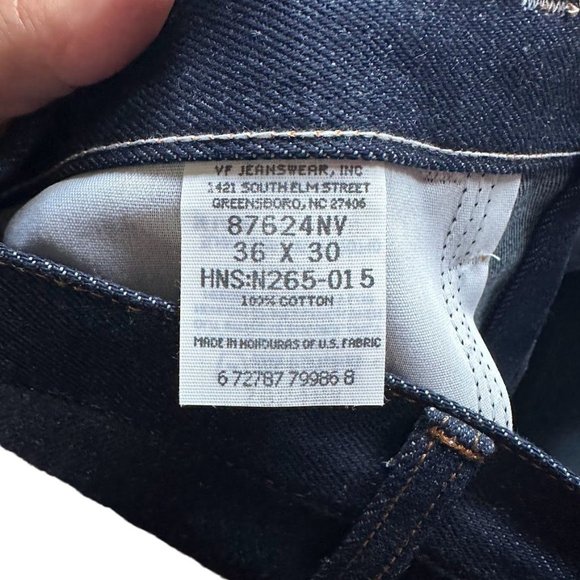 VF JEANSWEAR, INC
1421 SOUTH ELM STREET
GREENSBORO, NC 27406
87624NV
36 X 30
HNS:N265-015
100% COTTON
MADE IN HONDURAS OF U.S. FABRIC
6 72787 79986 8